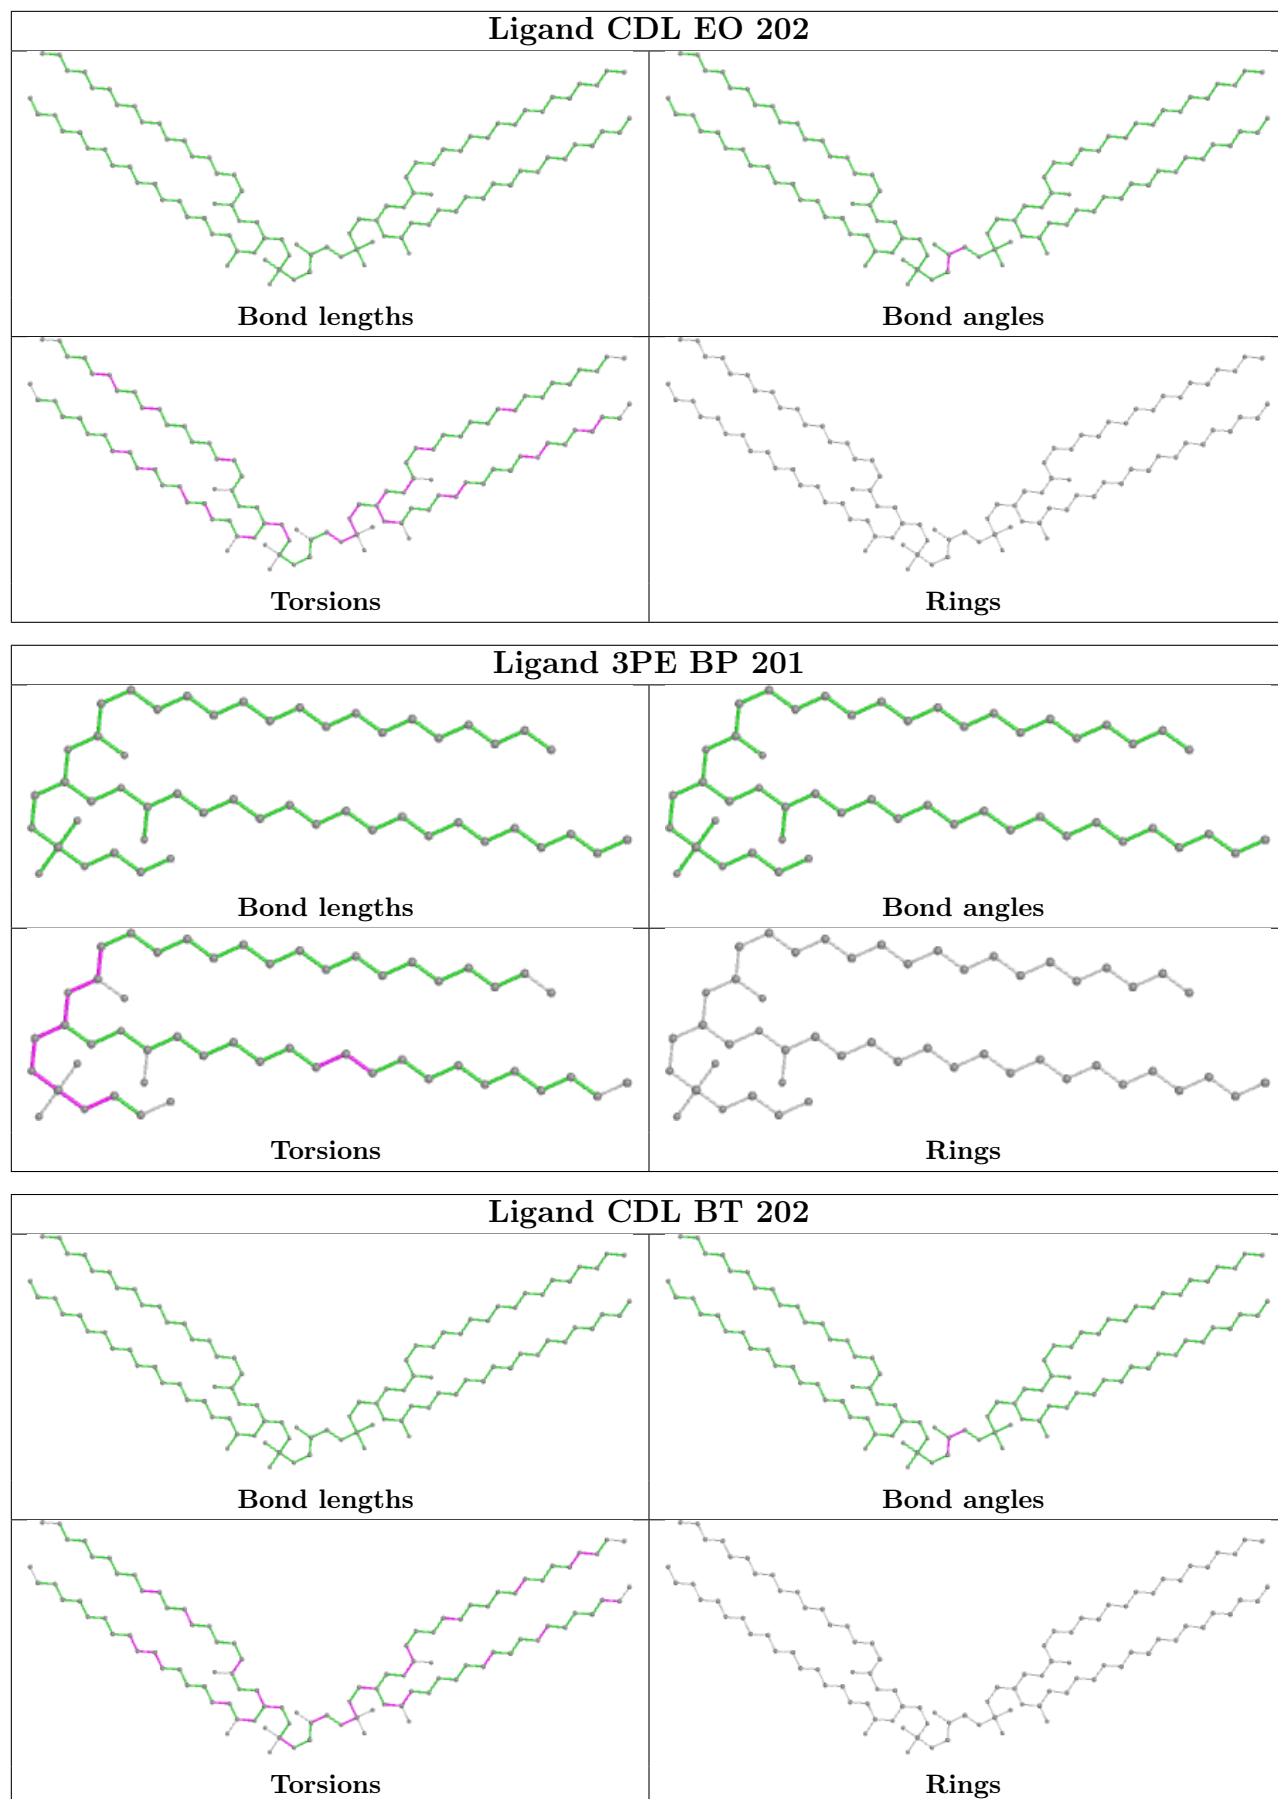 Ligand CDL EO 202
Bond lengths
Bond angles
Torsions
Rings
Ligand 3PE BP 201
Bond lengths
Bond angles
Torsions
Rings
Ligand CDL BT 202
Bond lengths
Bond angles
Torsions
Rings